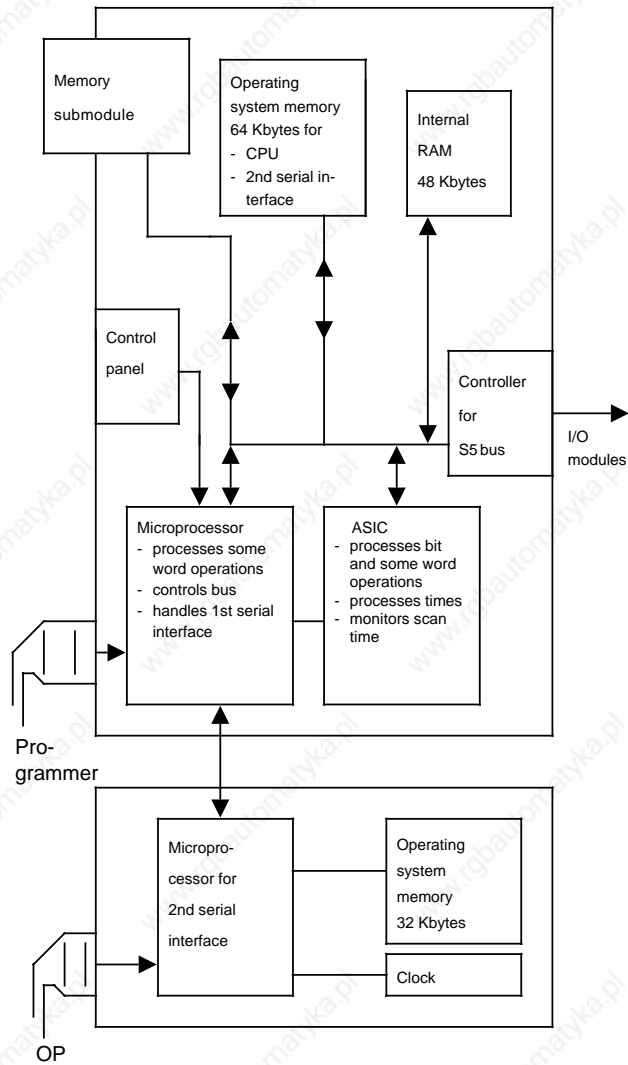 Memory
submodule
Operating
system memory
64 Kbytes for
- CPU
- 2nd serial in-
terface
Internal
RAM
48 Kbytes
Control
panel
Controller
for
S5 bus
I/O
modules
Microprocessor
- processes some
word operations
- controls bus
- handles 1st serial
interface
ASIC
- processes bit
and some word
operations
- processes times
- monitors scan
time
Pro-
grammer
Micropro-
cessor for
2nd serial
interface
Operating
system
memory
32 Kbytes
Clock
OP
www.rgbautomatyka.pl